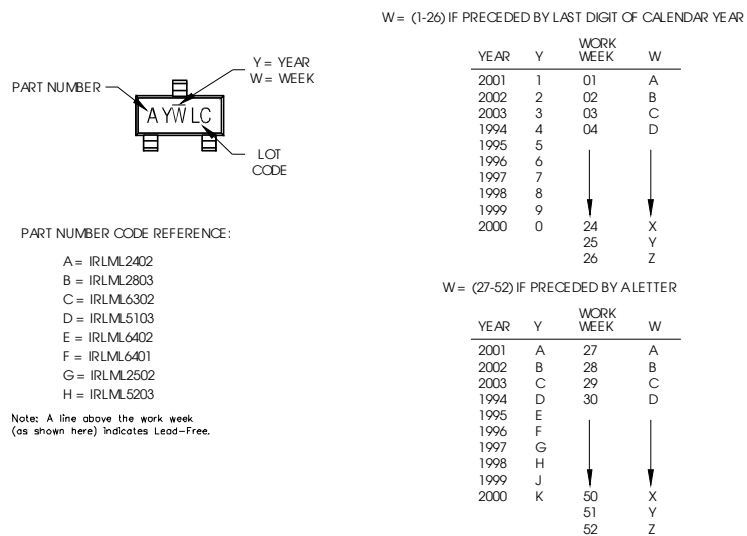 W = (1-26) IF PRECEDED BY LAST DIGIT OF CALENDAR YEAR
YEAR Y WORK WEEK W
2001 1 01 A
2002 2 02 B
2003 3 03 C
1994 4 04 D
1995 5
1996 6
1997 7
1998 8
1999 9
2000 0 24 X
25 Y
26 Z
PART NUMBER
Y = YEAR
W = WEEK
A YW LC
LOT
CODE
PART NUMBER CODE REFERENCE:
A = IRLML2402
B = IRLML2803
C = IRLML6302
D = IRLML5103
E = IRLML6402
F = IRLML6401
G = IRLML2502
H = IRLML5203
Note: A line above the work week
(as shown here) indicates Lead-Free.
W = (27-52) IF PRECEDED BY A LETTER
YEAR Y WORK WEEK W
2001 A 27 A
2002 B 28 B
2003 C 29 C
1994 D 30 D
1995 E
1996 F
1997 G
1998 H
1999 J
2000 K 50 X
51 Y
52 Z